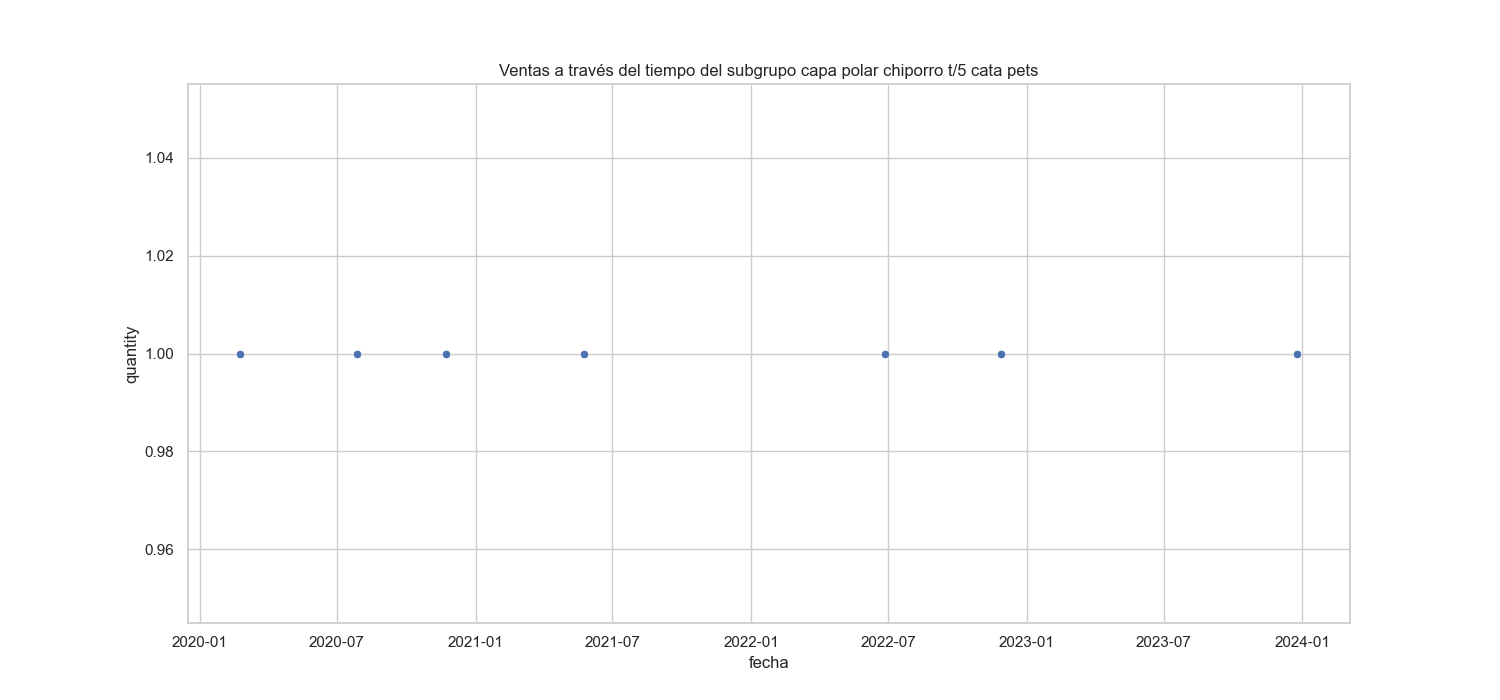 Ventas a través del tiempo del subgrupo capa polar chiporro t/5 cata pets
1.04
1.02
1.00
0.98
0.96
quantity
2020-01 2020-07 2021-01 2021-07 2022-01 2022-07 2023-01 2023-07 2024-01
fecha